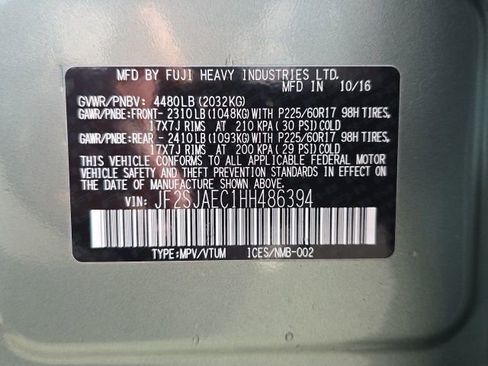 MFD BY FUJI HEAVY INDUSTRIES LTD.
MFD IN 10/16
GVWR/PNBV: 4480LB(2032KG)
GAWR/PNBE:FRONT- 2310LB(1048KG)WITH P225/60R17 98H TIRES,
17X7J RIMS AT 210 KPA(30 PSI)COLD
GAWR/PNBE:REAR - 2410LB(1093KG)WITH P225/60R17 98H TIRES,
17X7J RIMS AT 200 KPA(29 PSI)COLD
THIS VEHICLE CONFORMS TO ALL APPLICABLE FEDERAL MOTOR
VEHICLE SAFETY, BUMPER, AND THEFT PREVENTION STANDARDS
IN EFFECT ON THE DATE OF MANUFACTURE SHOWN ABOVE.
VIN: JF2SJAEC1HH486394
TYPE:MPV/VTUM ICES/NMB-002